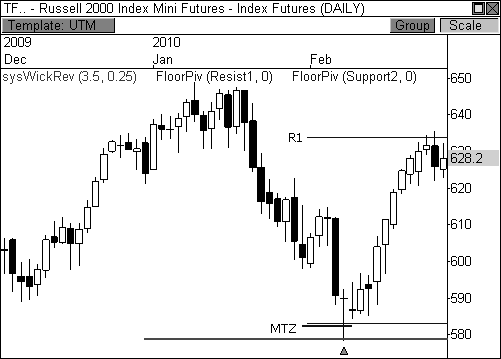 TF.. - Russell 2000 Index Mini Futures - Index Futures (DAILY)
Template: UTM Group Scale
2009 2010
Dec Jan Feb
sysWickRev (3.5, 0.25) FloorPiv (Resist1, 0) FloorPiv (Support2, 0)
650
640
R1
628.2
620
610
600
590
MTZ
580